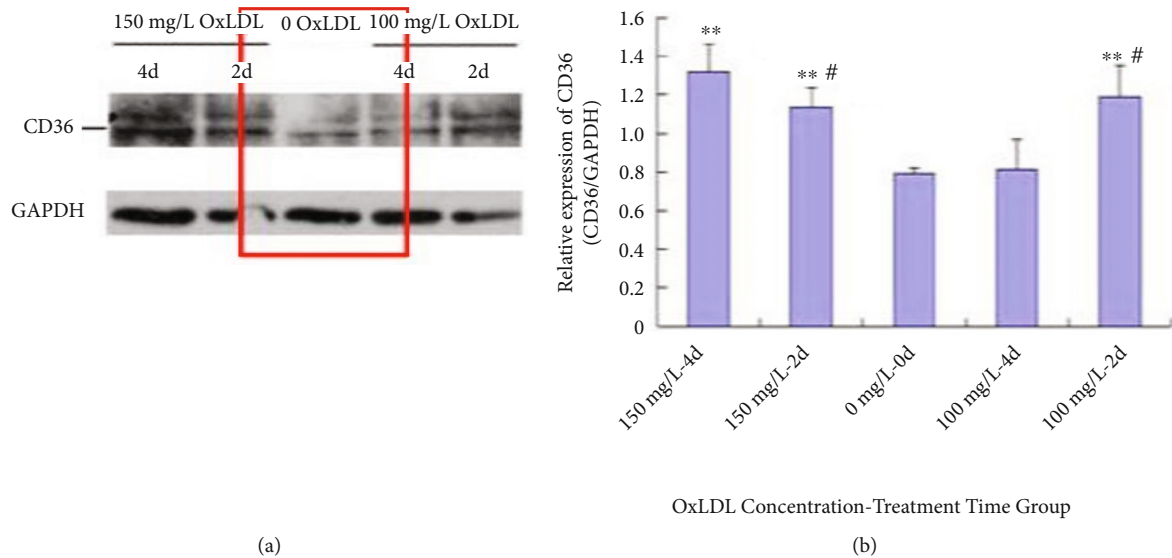 150 mg/L OxLDL 0 OxLDL 100 mg/L OxLDL
4d 2d 4d 2d
CD36
GAPDH
(a)
Relative expression of CD36
(CD36/GAPDH)
1.6
1.4
1.2
1.0
0.8
0.6
0.4
0.2
0
**
** #
** #
150 mg/L-4d
150 mg/L-2d
0 mg/L-0d
100 mg/L-4d
100 mg/L-2d
OxLDL Concentration-Treatment Time Group
(b)